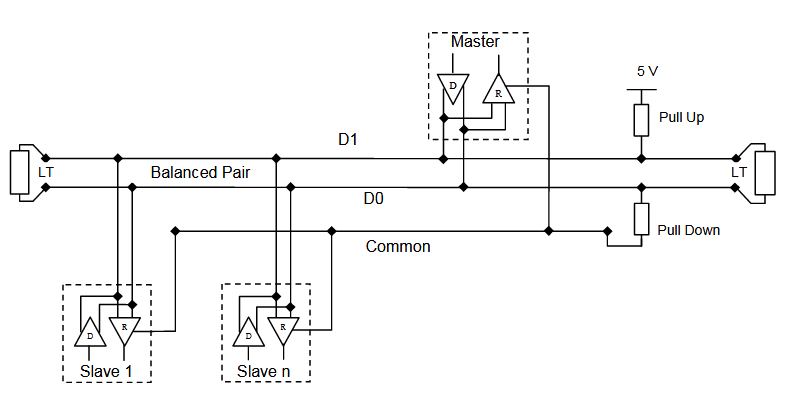 Master
D
R
5 V
Pull Up
D1
LT
Balanced Pair
LT
D0
Pull Down
Common
D
R
D
R
Slave 1
Slave n